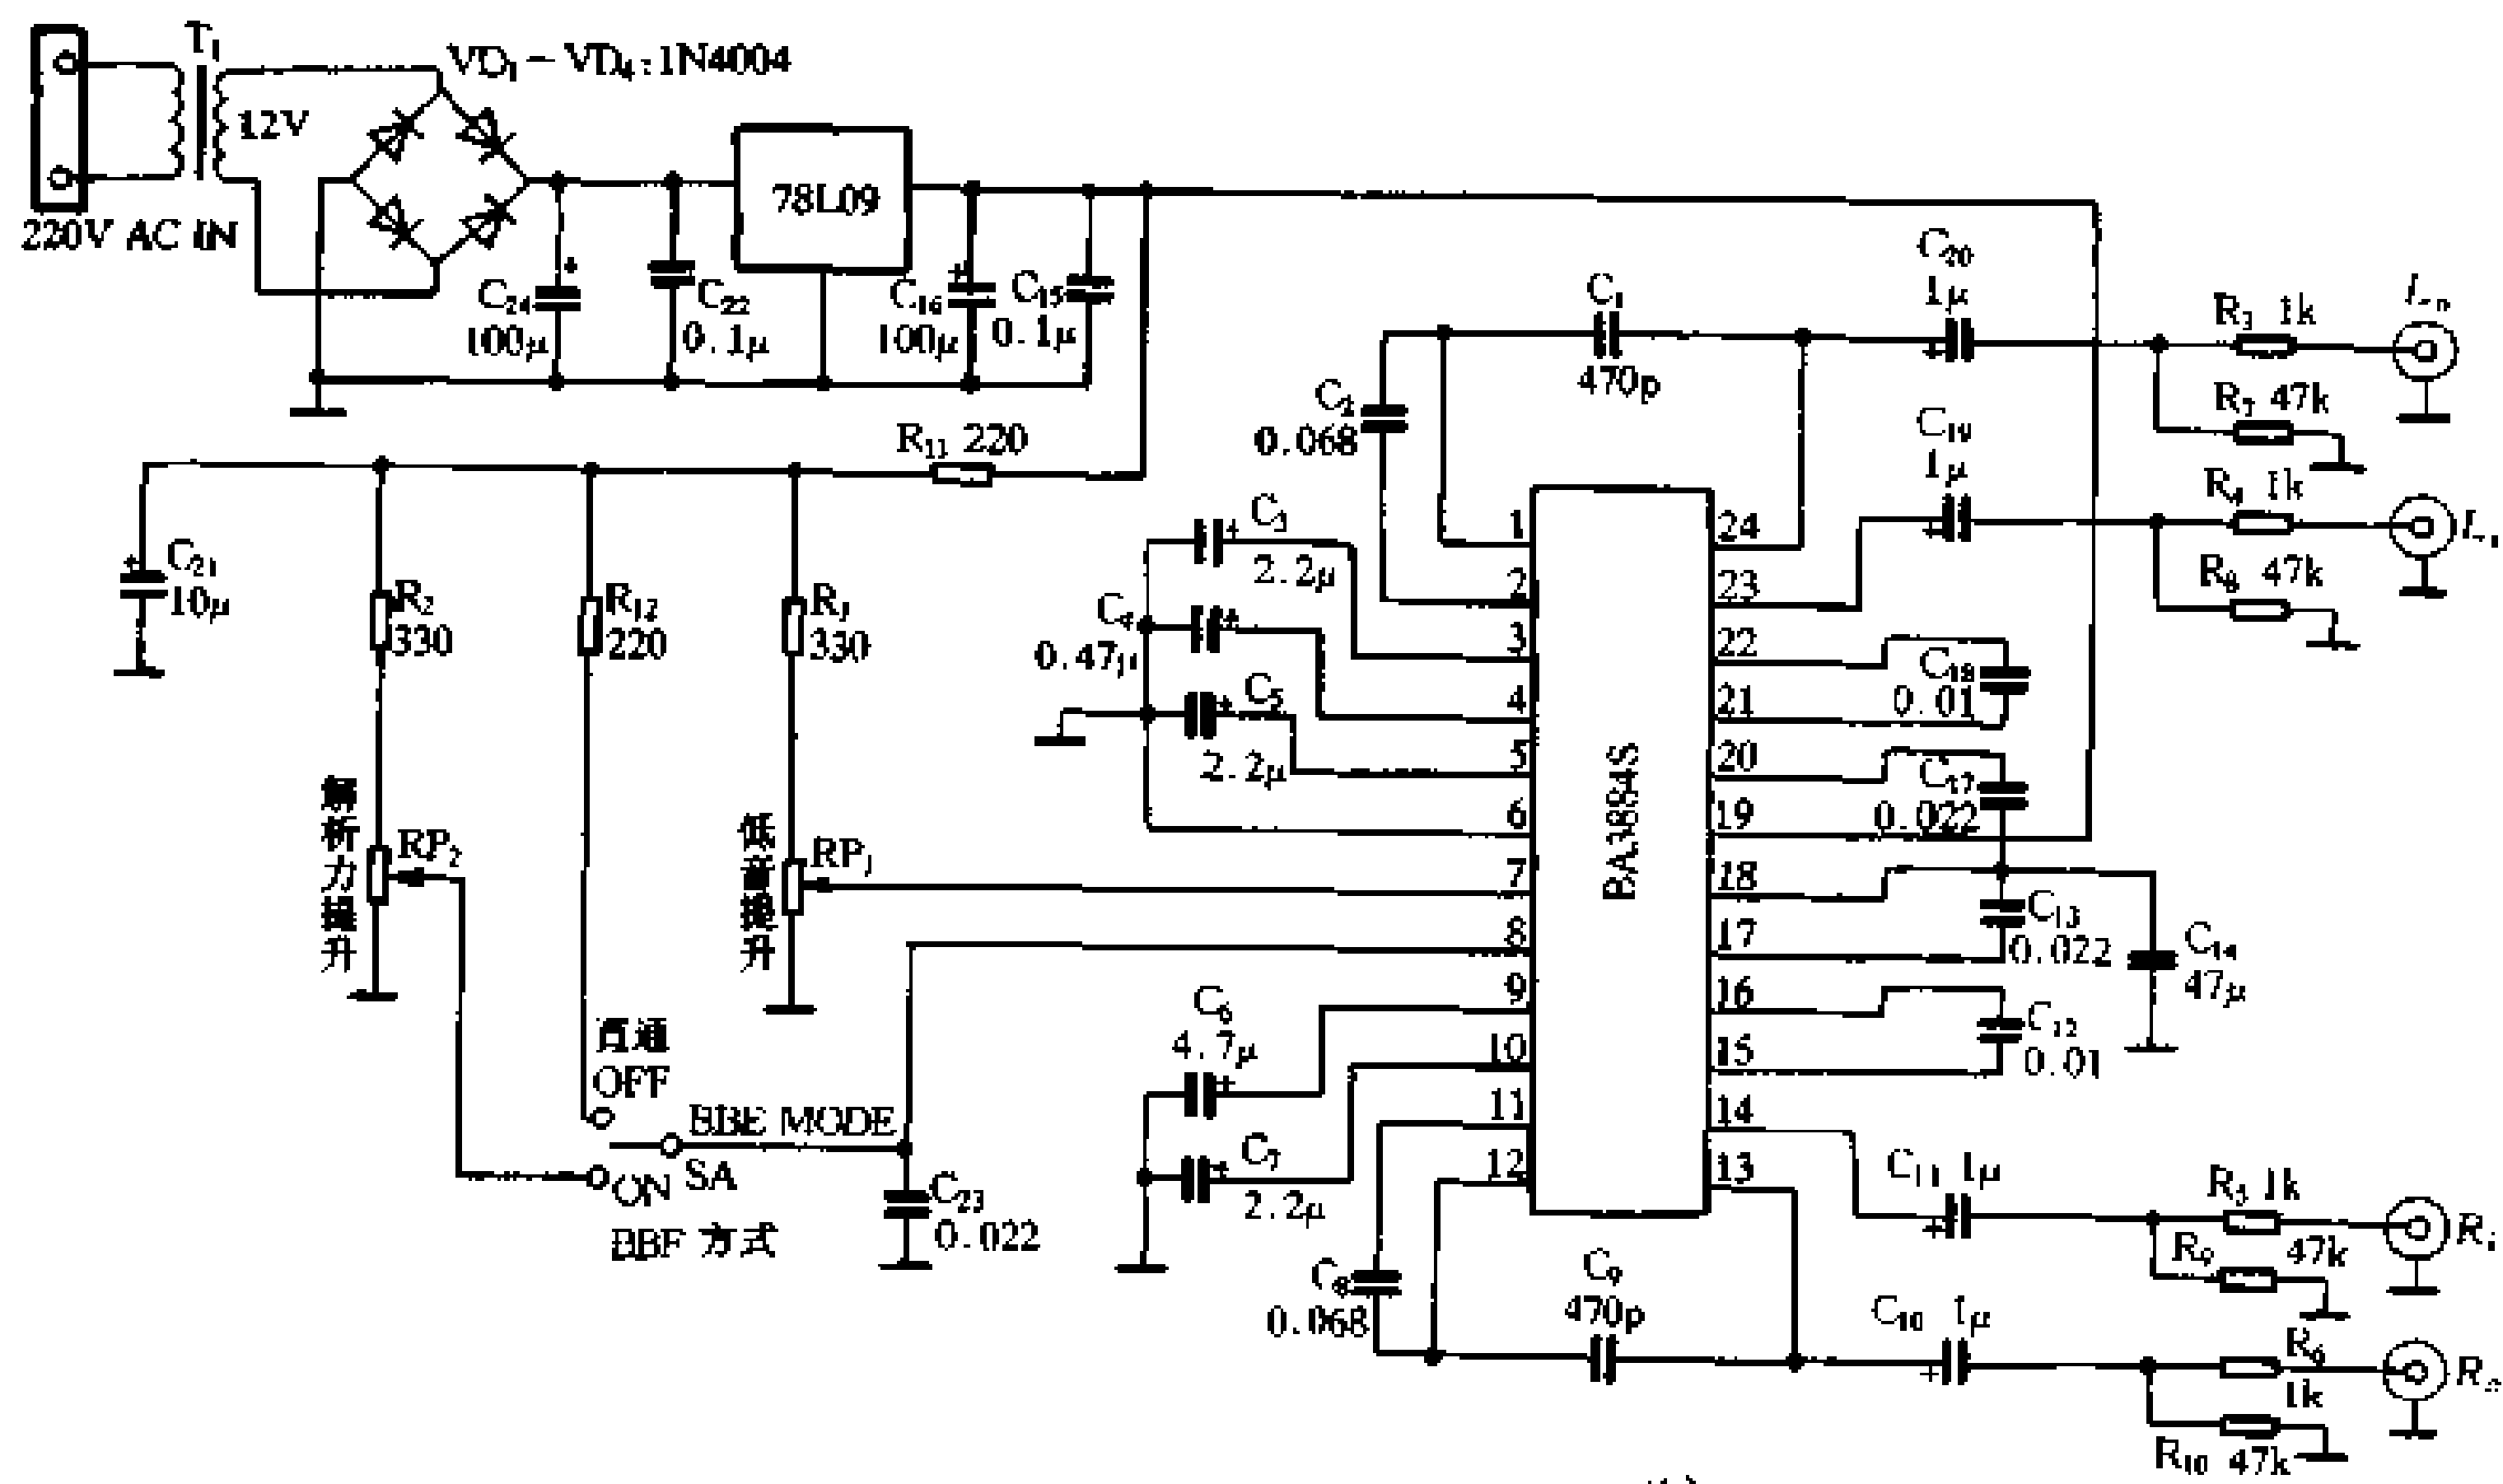 T₁
VD₁-VD₄:1N4004
12V
220V AC IN
78L09
C₂₄
100μ
C₂₂
0.1μ
C₁₆
100μ
C₁₅
0.1μ
C₁
470p
C₂
0.068
C₂₀
1μ
R₃ 1k
R₇ 47k
C₁₉
1μ
R₄ 1k
R₈ 47k
R₁₁ 220
C₂₁
10μ
R₂
330
R₁₂
220
R₁
330
C₃
2.2μ
C₄
0.47μ
C₅
2.2μ
1
2
3
4
5
6
7
8
9
10
11
12
BA3884S
24
23
22
21
20
19
18
17
16
15
14
13
C₁₈
0.01
C₁₇
0.022
C₁₃
0.022
C₁₄
47μ
C₁₂
0.01
RP₂
RP₁
低音提升
直通
OFF
BBE MODE
ON
SA
BBE 方式
C₂₃
0.022
C₆
4.7μ
C₇
2.2μ
C₈
0.068
C₉
470p
C₁₁ 1μ
R₅ 1k
R₉ 47k
C₁₀ 1μ
R₆
1k
R₁₀ 47k